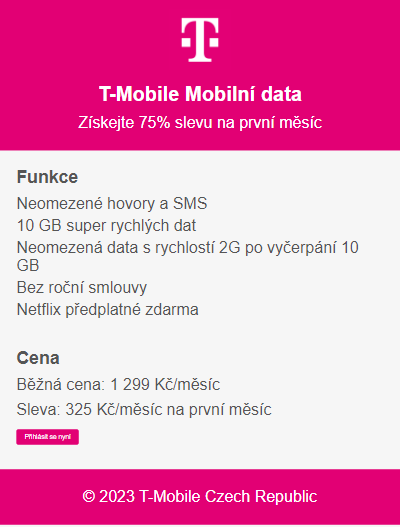 T
T-Mobile Mobilní data
Získejte 75% slevu na první měsíc
Funkce
Neomezené hovory a SMS
10 GB super rychlých dat
Neomezená data s rychlostí 2G po vyčerpání 10
GB
Bez roční smlouvy
Netflix předplatné zdarma
Cena
Běžná cena: 1 299 Kč/měsíc
Sleva: 325 Kč/měsíc na první měsíc
Přihlásit se nyní
© 2023 T-Mobile Czech Republic